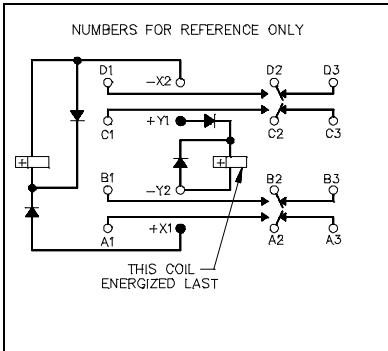 NUMBERS FOR REFERENCE ONLY
D1 -X2 D2 D3
+Y1
C1 C2 C3
+ +
B1 -Y2 B2 B3
+X1
A1 A2 A3
THIS COIL
ENERGIZED LAST